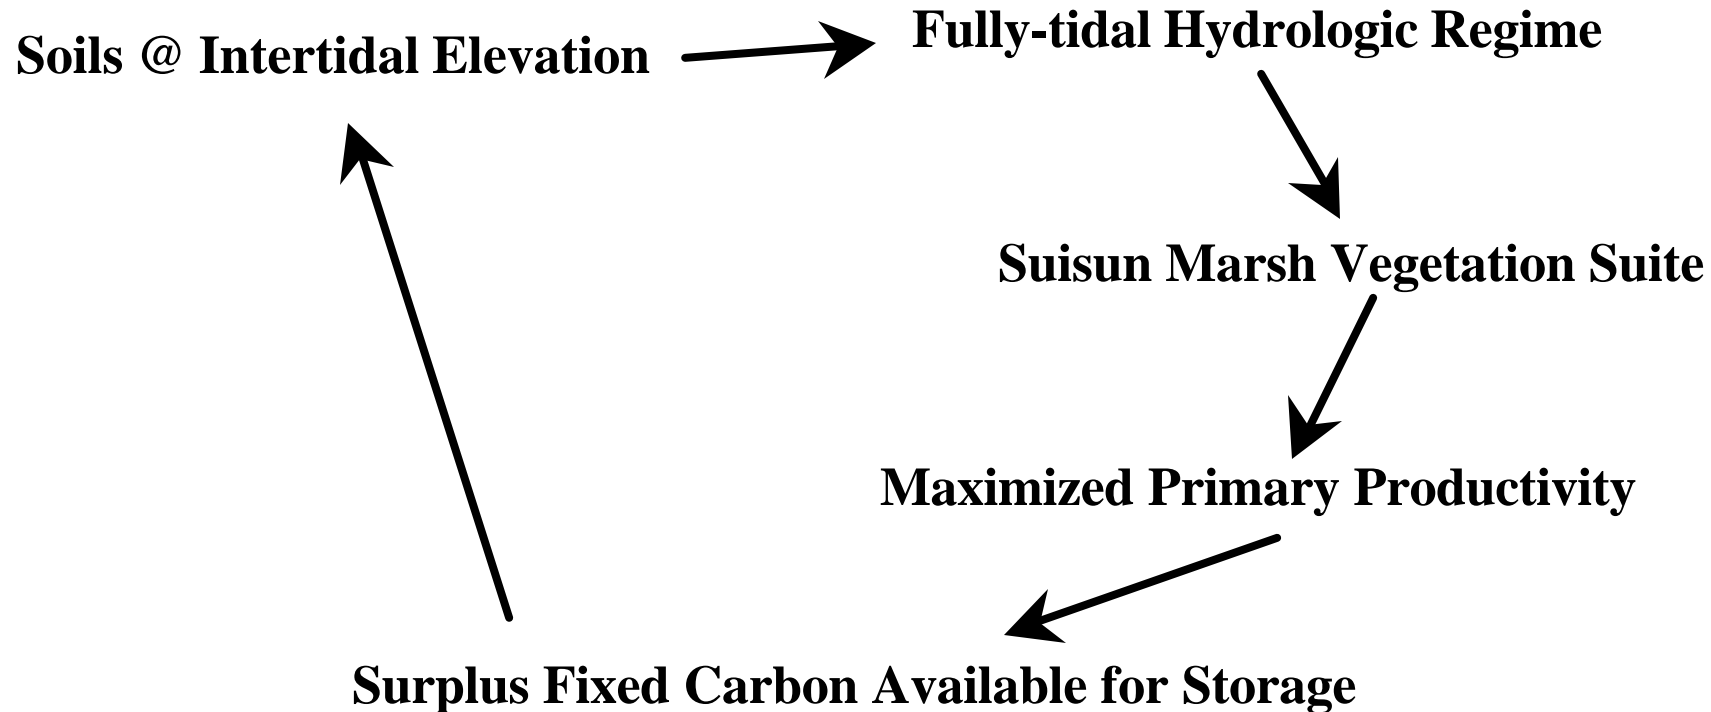 Soils @ Intertidal Elevation
Fully-tidal Hydrologic Regime
Suisun Marsh Vegetation Suite
Maximized Primary Productivity
Surplus Fixed Carbon Available for Storage